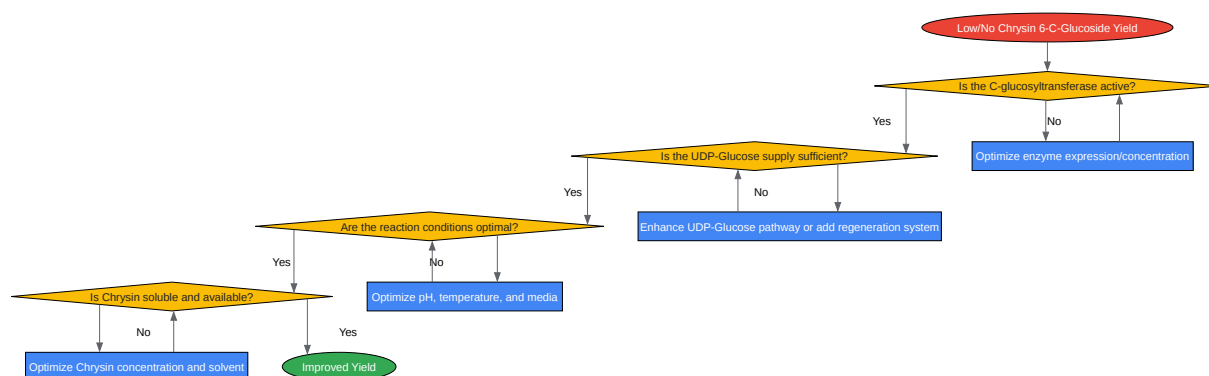 Low/No Chrysin 6-C-Glucoside Yield
Is the C-glucosyltransferase active?
Yes
No
Is the UDP-Glucose supply sufficient?
Optimize enzyme expression/concentration
Yes
No
Are the reaction conditions optimal?
Enhance UDP-Glucose pathway or add regeneration system
Yes
No
Is Chrysin soluble and available?
Optimize pH, temperature, and media
No
Yes
Optimize Chrysin concentration and solvent
Improved Yield